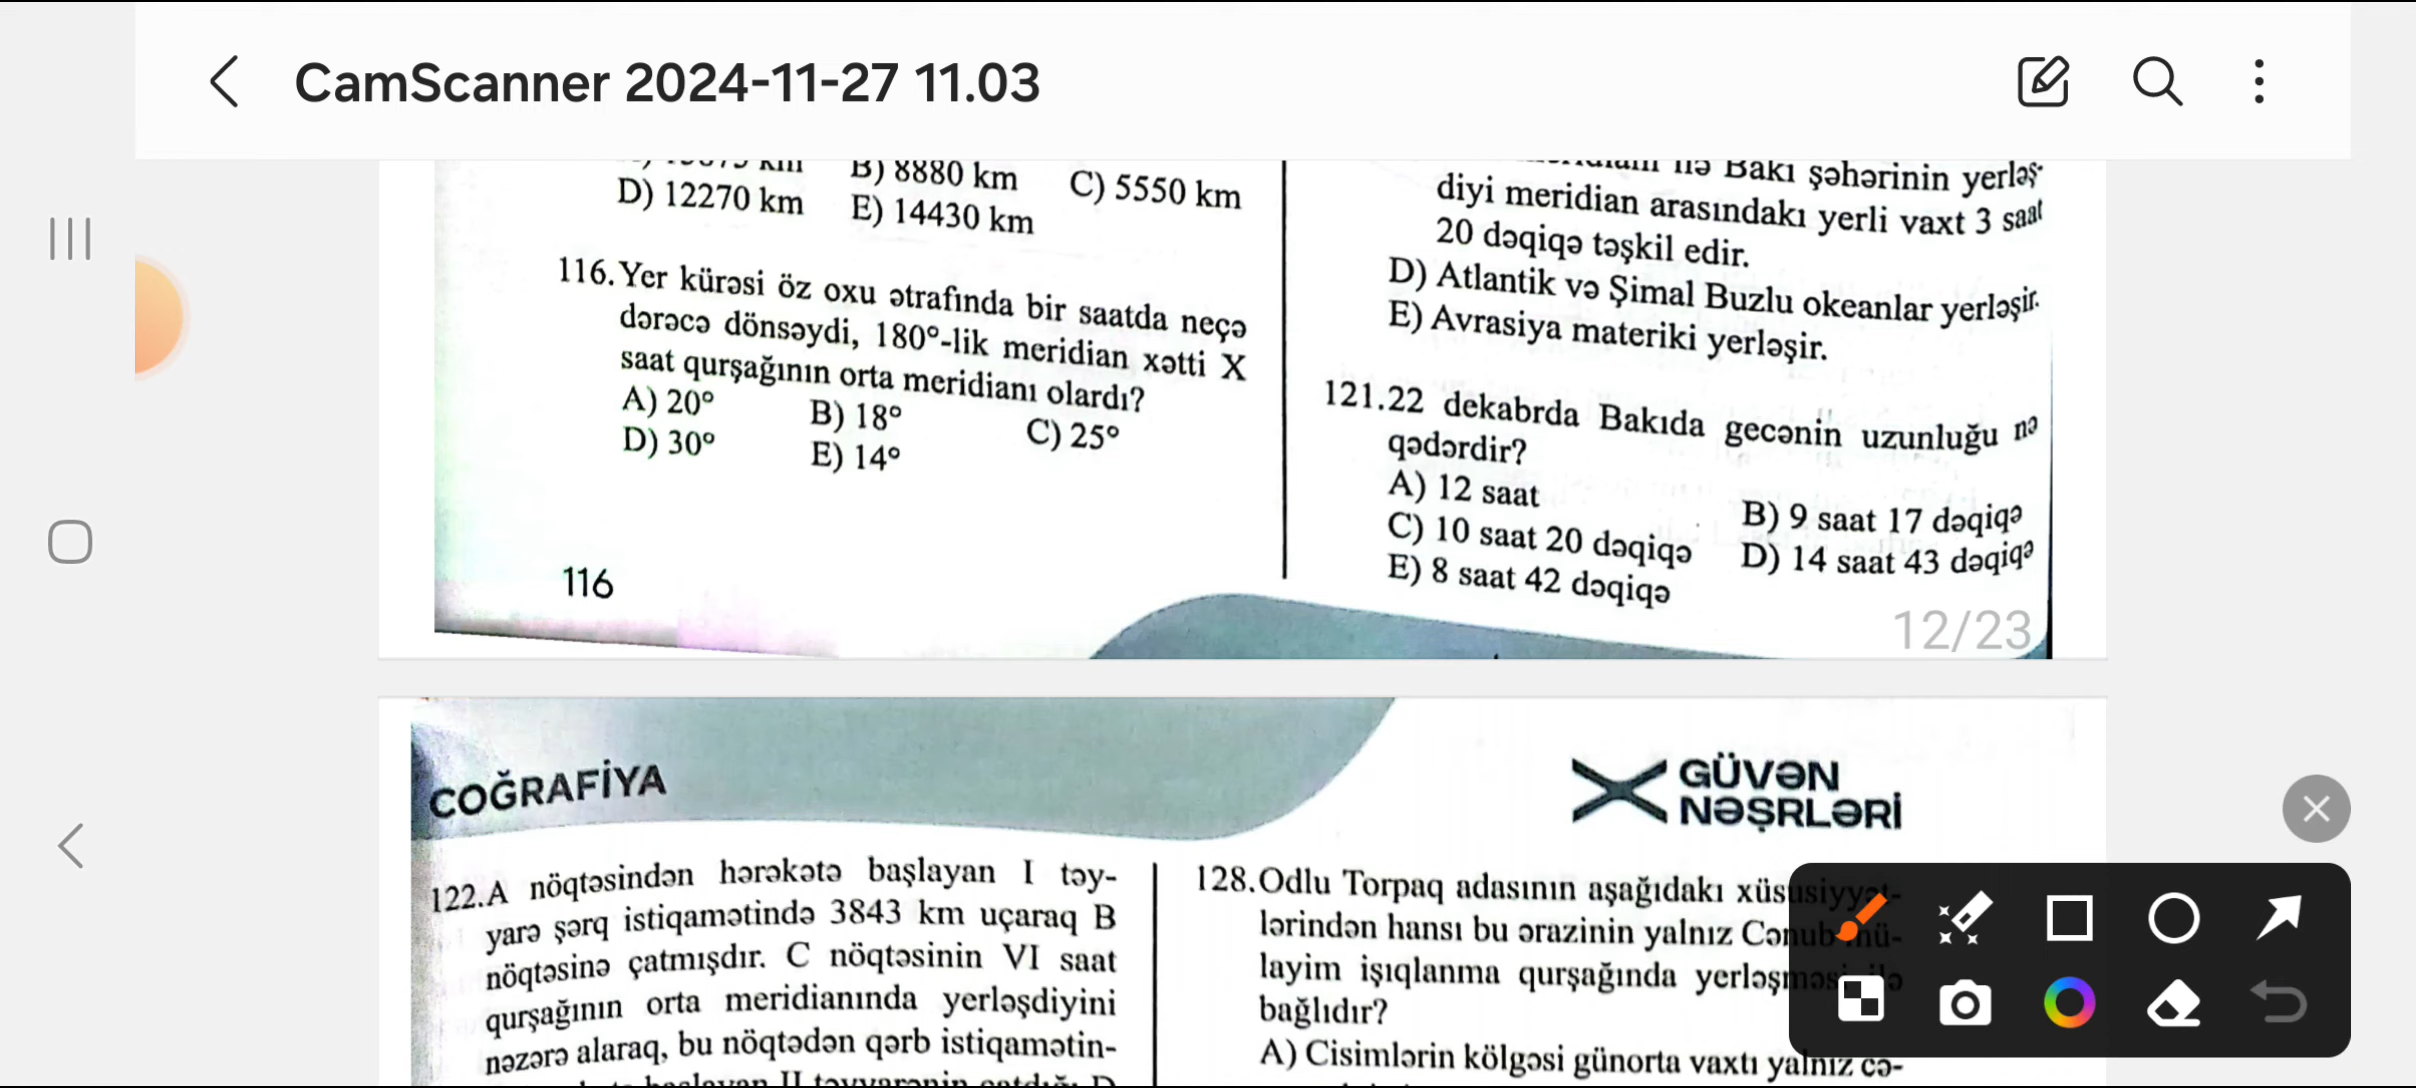 CamScanner 2024-11-27 11.03
B) 8880 km
C) 5550 km
D) 12270 km
E) 14430 km
116. Yer kürəsi öz oxu ətrafında bir saatda neçə
dərəcə dönsəydi, 180°-lik meridian xətti X
saat qurşağının orta meridianı olardı?
A) 20°
B) 18°
C) 25°
D) 30°
E) 14°
116
Bakı şəhərinin yerləş-
diyi meridian arasındakı yerli vaxt 3 saat
20 dəqiqə təşkil edir.
D) Atlantik və Şimal Buzlu okeanlar yerləşir.
E) Avrasiya materiki yerləşir.
121.22 dekabrda Bakıda gecənin uzunluğu nə
qədərdir?
A) 12 saat
B) 9 saat 17 dəqiqə
C) 10 saat 20 dəqiqə
D) 14 saat 43 dəqiqə
E) 8 saat 42 dəqiqə
12/23
COĞRAFİYA
GÜVƏN
NƏŞRLƏRİ
122.A nöqtəsindən hərəkətə başlayan I təy-
yarə şərq istiqamətində 3843 km uçaraq B
nöqtəsinə çatmışdır. C nöqtəsinin VI saat
qurşağının orta meridianında yerləşdiyini
nəzərə alaraq, bu nöqtədən qərb istiqamətin-
128.Odlu Torpaq adasının aşağıdakı xüsusiyyət-
lərindən hansı bu ərazinin yalnız Cənub mü-
layim işıqlanma qurşağında yerləşməsi ilə
bağlıdır?
A) Cisimlərin kölgəsi günorta vaxtı yalnız cə-